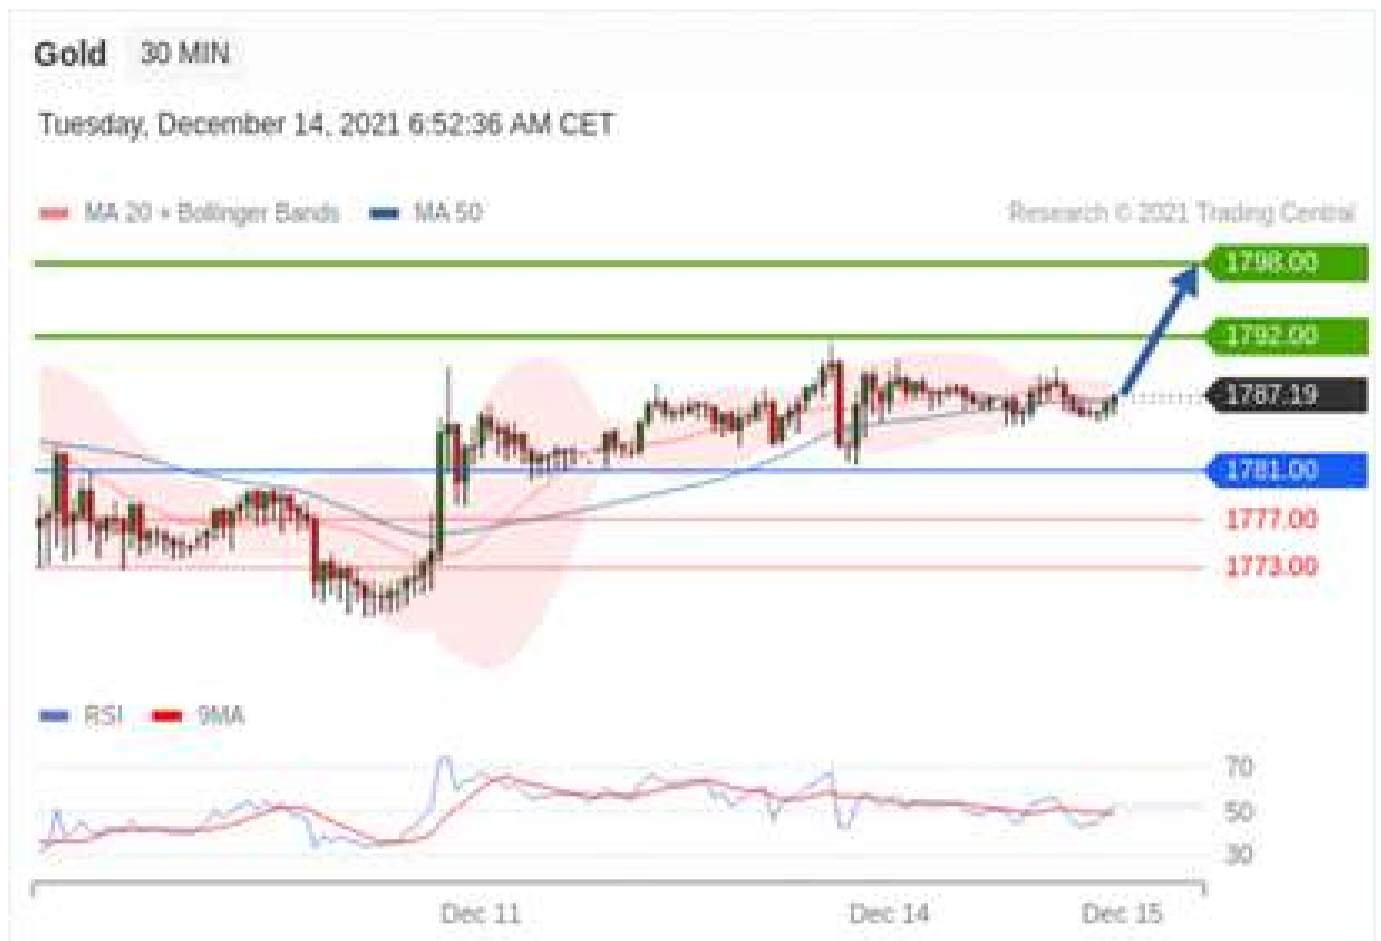 Gold 30 MIN
Tuesday, December 14, 2021 6:52:36 AM CET
MA 20 + Bollinger Bands MA 50 Research © 2021 Trading Central
1798.00
1792.00
1787.19
1781.00
1777.00
1773.00
RSI 9MA
70
50
30
Dec 11 Dec 14 Dec 15